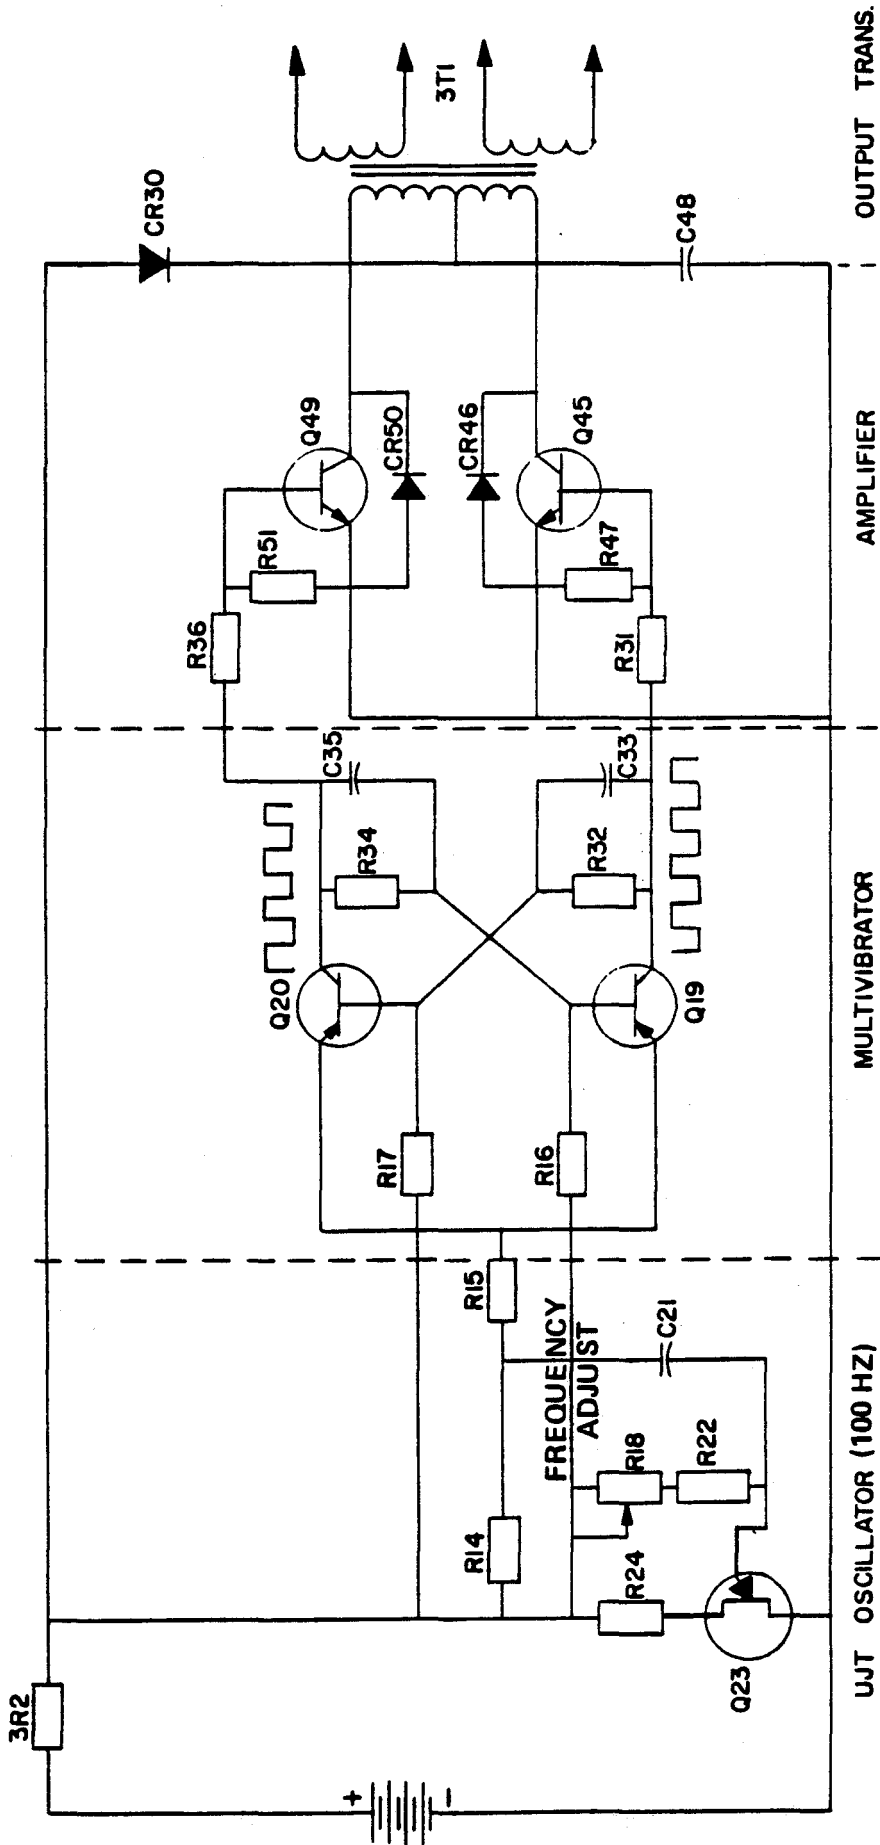 3R2
+
-
R14
R15
FREQUENCY
ADJUST
R24
R18
R22
C21
Q23
R17
R16
Q20
Q19
R34
R32
C35
C33
R36
R51
R31
R47
Q49
CR50
CR46
Q45
CR30
C48
3T1
UJT OSCILLATOR (100 HZ)
MULTIVIBRATOR
AMPLIFIER
OUTPUT TRANS.